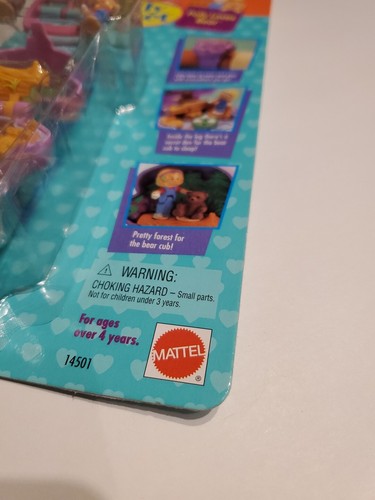 Inside the log there's a
secret den for the bear
cub to sleep!
Pretty forest for
the bear cub!
WARNING:
CHOKING HAZARD – Small parts.
Not for children under 3 years.
For ages
over 4 years.
MATTEL
®
14501